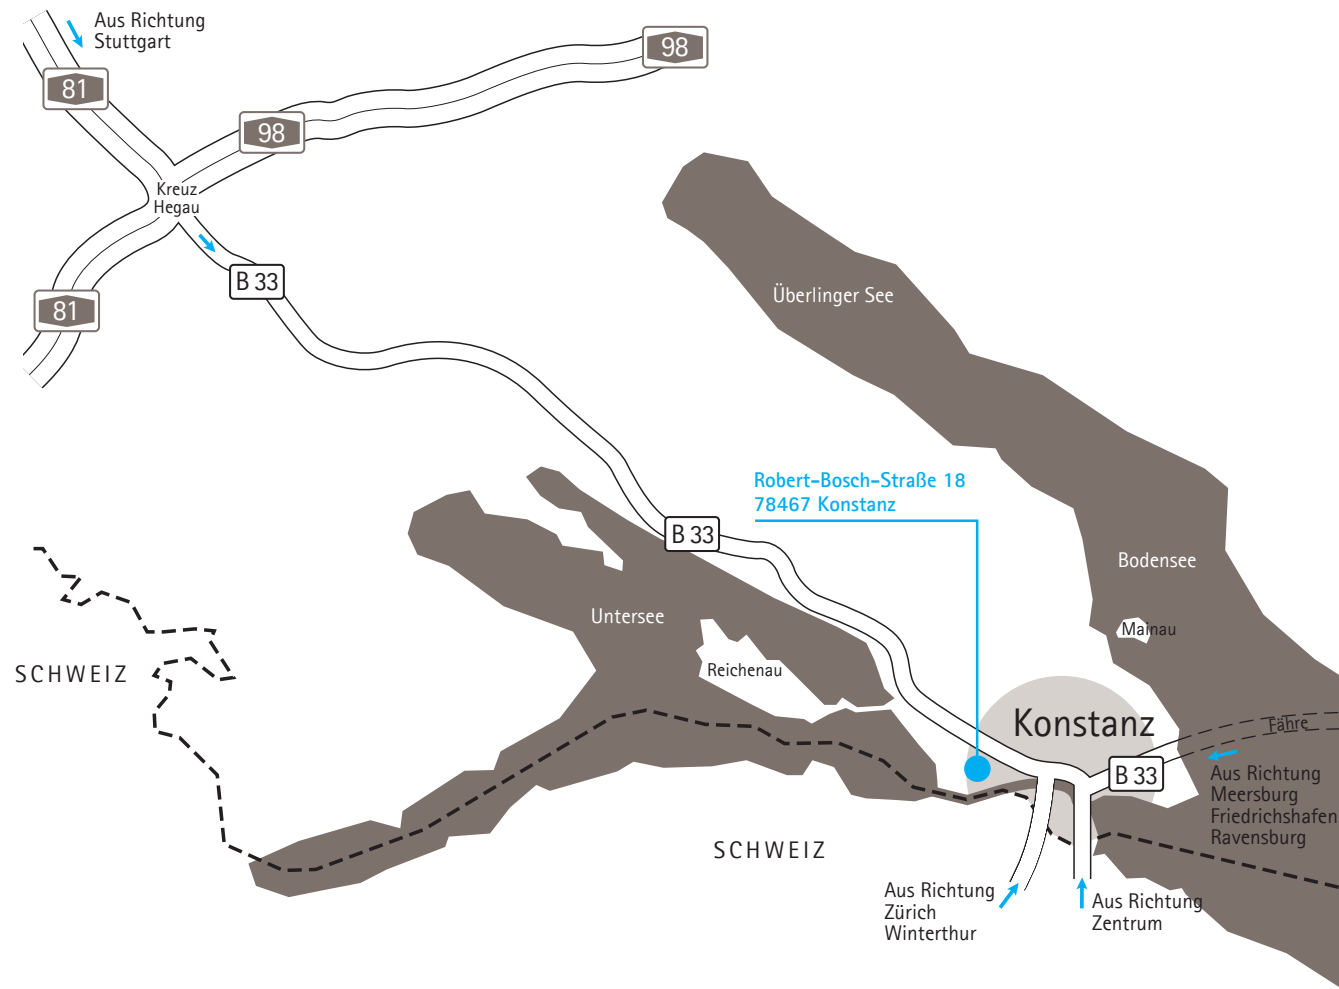 Aus Richtung
Stuttgart
98
81
98
Kreuz
Hegau
B 33
81
Überlinger See
Robert-Bosch-Straße 18
78467 Konstanz
B 33
Bodensee
Untersee
Mainau
Reichenau
SCHWEIZ
Konstanz
Fähre
B 33
Aus Richtung
Meersburg
Friedrichshafen
Ravensburg
SCHWEIZ
Aus Richtung
Zürich
Winterthur
Aus Richtung
Zentrum